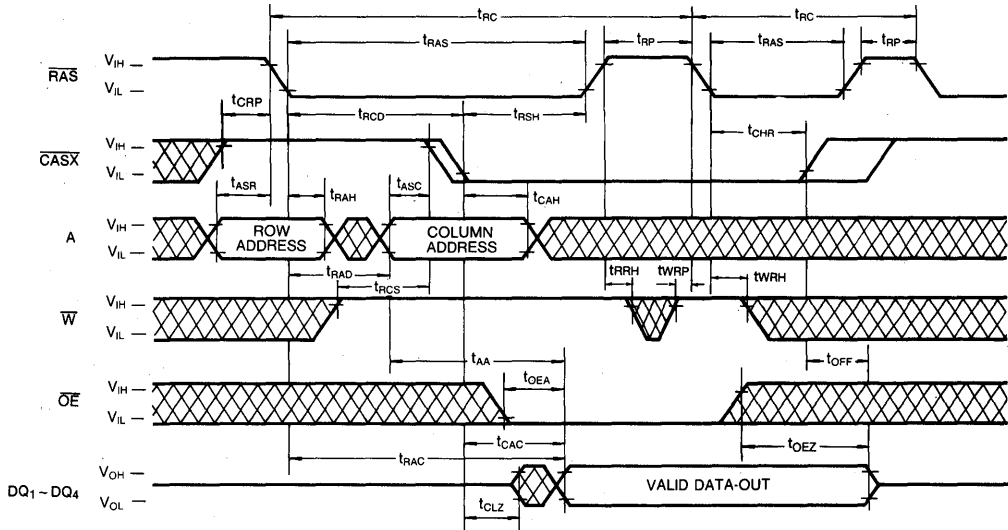 tRC tRC
tRAS tRP tRAS tRP
RAS VIH —
VIL —
tCRP tRCD tRSH tCHR
CASX VIH —
VIL —
tASR tRAH tASC tCAH
A VIH —
VIL —
ROW ADDRESS
COLUMN ADDRESS
tRAD tRCS tRRH tWRP tWRH
W VIH —
VIL —
tAA tOEA tOFF
OE VIH —
VIL —
tCAC tRAC tOEZ
DQ1 ~ DQ4 VOH —
VOL —
VALID DATA-OUT
tCLZ